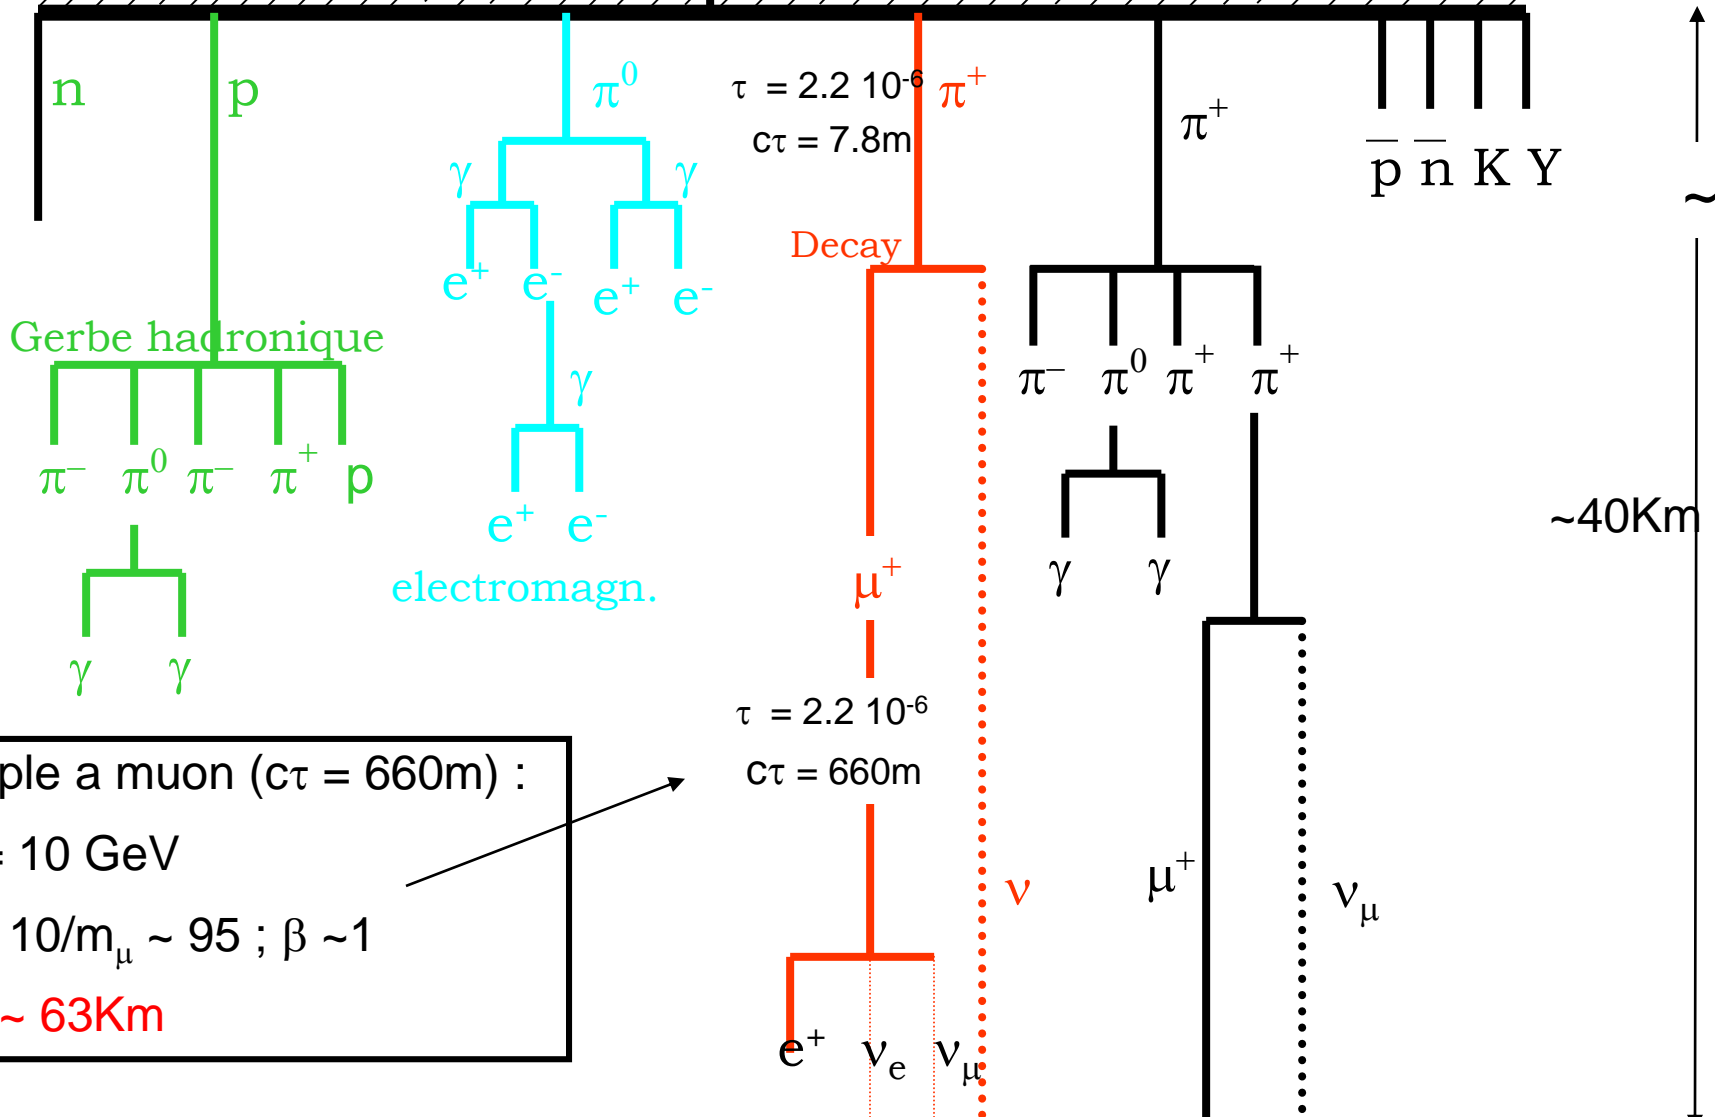 n
p
π⁰
τ = 2.2 10⁻⁶
π⁺
cτ = 7.8m
π⁺
p̅ n̅ K Y
~
γ γ
Decay
e⁺ e⁻ e⁺ e⁻
Gerbe hadronique
γ
π⁻ π⁰ π⁺ π⁺
π⁻ π⁰ π⁻ π⁺ p
e⁺ e⁻
~40Km
electromagn.
μ⁺
γ γ
γ γ
τ = 2.2 10⁻⁶
cτ = 660m
ple a muon (cτ = 660m) :
= 10 GeV
10/mμ ~ 95 ; β ~1
~ 63Km
ν
μ⁺
νμ
e⁺ νe νμ